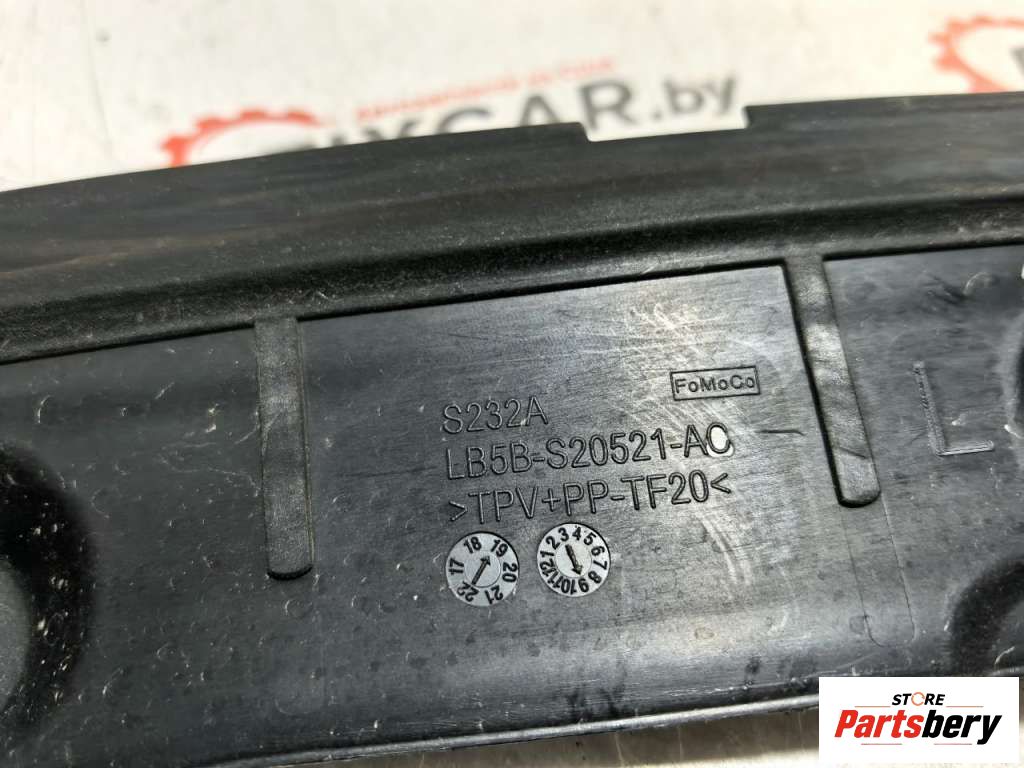 CAR.by
FoMoCo
S232A
LB5B-S20521-AC
>TPV+PP-TF20<
L
17 18 19 20 21 22
1 2 3 4 5 6 7 8 9 10 11 12
STORE
Partsbery